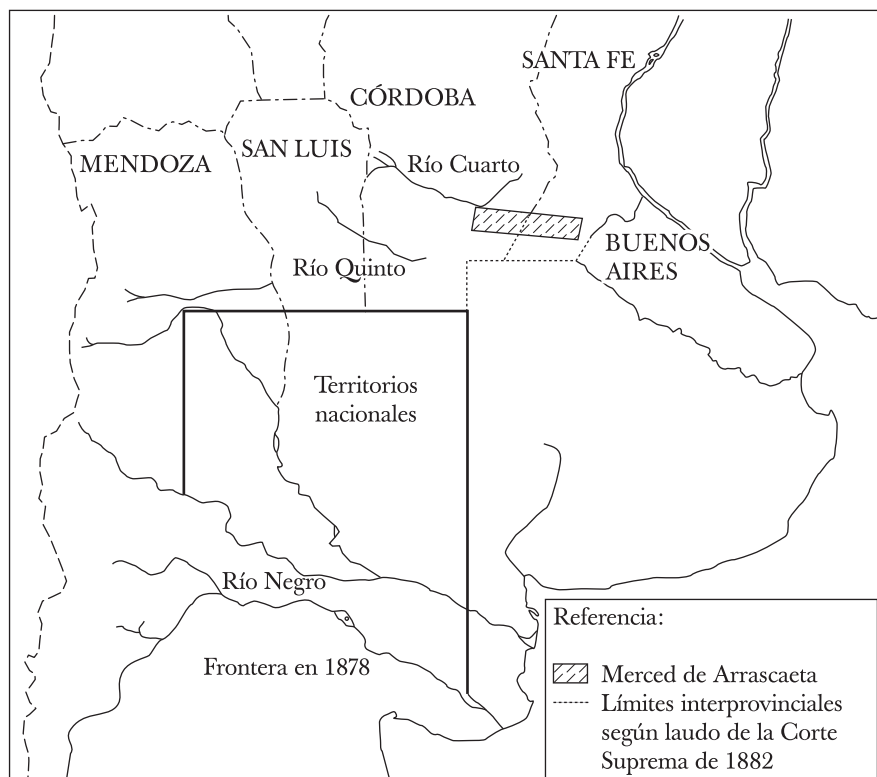 SANTA FE
CÓRDOBA
SAN LUIS
MENDOZA
Río Cuarto
BUENOS
AIRES
Río Quinto
Territorios
nacionales
Río Negro
Frontera en 1878
Referencia:
Merced de Arrascaeta
Límites interprovinciales
según laudo de la Corte
Suprema de 1882